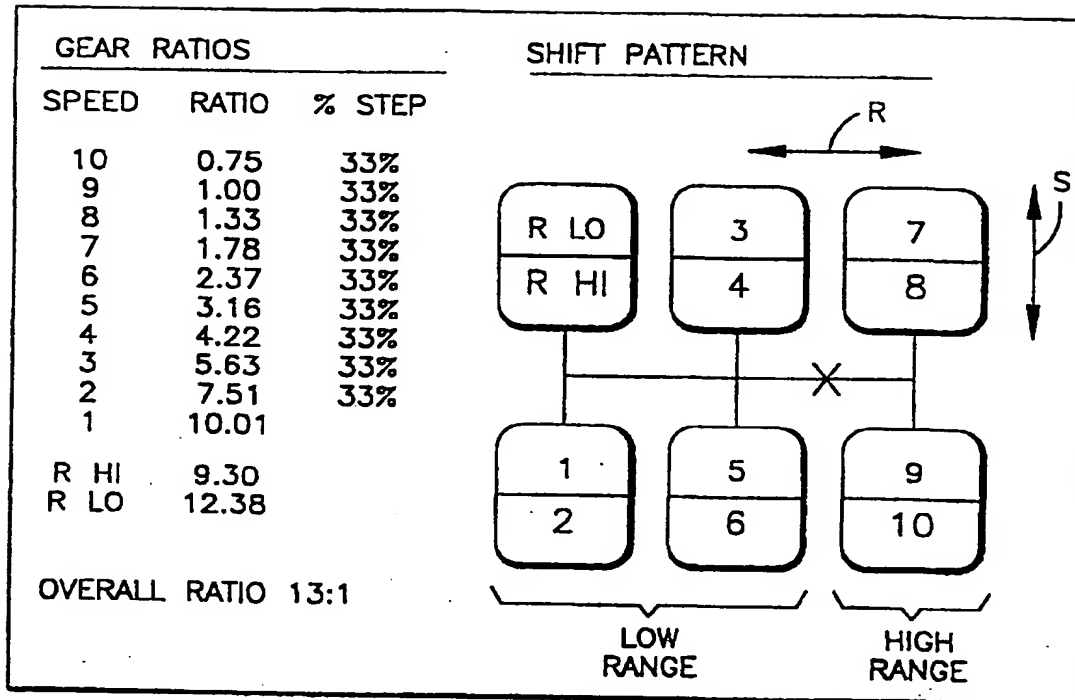 GEAR RATIOS
SPEED RATIO % STEP
10 0.75 33%
9 1.00 33%
8 1.33 33%
7 1.78 33%
6 2.37 33%
5 3.16 33%
4 4.22 33%
3 5.63 33%
2 7.51 33%
1 10.01
R HI 9.30
R LO 12.38
OVERALL RATIO 13:1
SHIFT PATTERN
R
S
R LO 3 7
R HI 4 8
X
1 5 9
2 6 10
LOW HIGH
RANGE RANGE